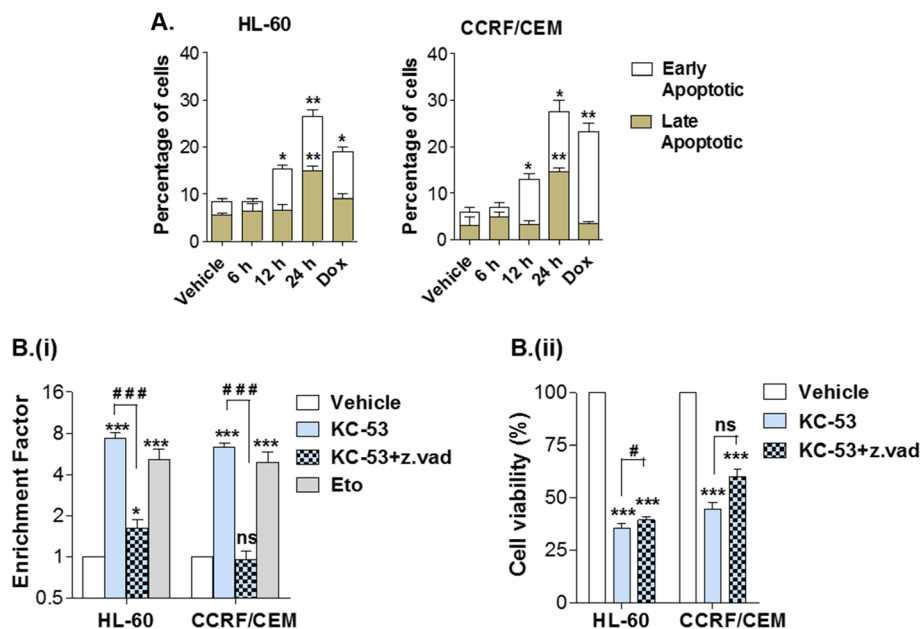 A.
HL-60
CCRF/CEM
Percentage of cells
40
30
20
10
0
**
*
**
*
Vehicle
6 h
12 h
24 h
Dox
Percentage of cells
40
30
20
10
0
*
**
*
**
Vehicle
6 h
12 h
24 h
Dox
Early
Apoptotic
Late
Apoptotic
B.(i)
Enrichment Factor
16
8
4
2
1
0.5
###
***
***
*
###
***
***
ns
HL-60
CCRF/CEM
Vehicle
KC-53
KC-53+z.vad
Eto
B.(ii)
Cell viability (%)
100
75
50
25
0
#
***
***
ns
***
***
HL-60
CCRF/CEM
Vehicle
KC-53
KC-53+z.vad